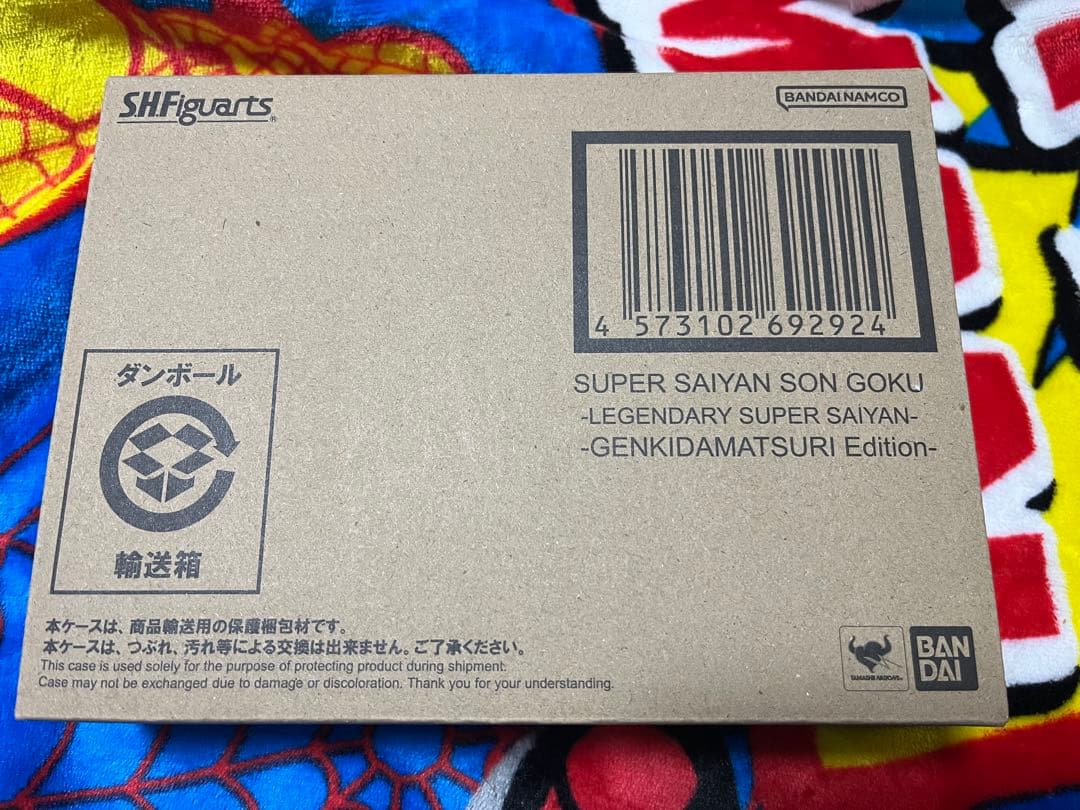 S.H.Figuarts
BANDAI NAMCO
4 573102 692924
SUPER SAIYAN SON GOKU
-LEGENDARY SUPER SAIYAN-
-GENKIDAMATSURI Edition-
ダンボール
輸送箱
本ケースは、商品輸送用の保護梱包材です。
本ケースは、つぶれ、汚れ等による交換は出来ません。ご了承ください。
This case is used solely for the purpose of protecting product during shipment.
Case may not be exchanged due to damage or discoloration. Thank you for your understanding.
TAMASHII NATIONS
BAN
DAI